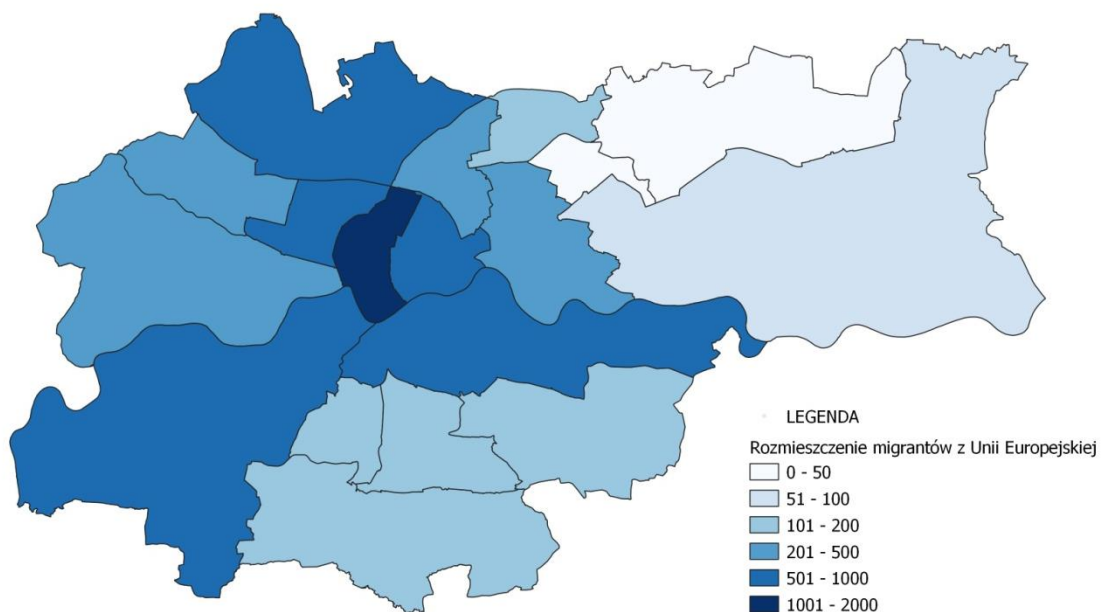 LEGENDA
Rozmieszczenie migrantów z Unii Europejskiej
0 - 50
51 - 100
101 - 200
201 - 500
501 - 1000
1001 - 2000